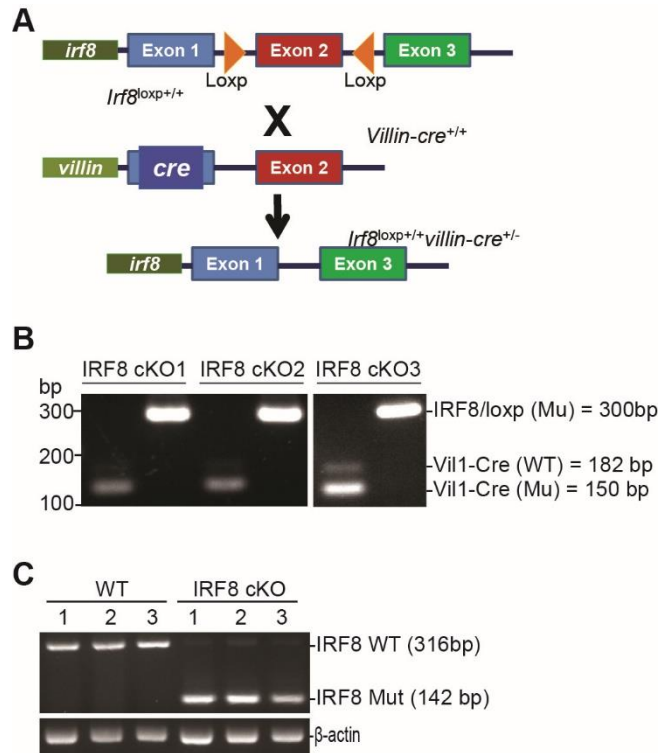 A
irf8 Exon 1 Exon 2 Exon 3
Loxp Loxp
Irf8loxp+/+
X
Villin-cre+/+
villin cre Exon 2
Irf8loxp+/+villin-cre+/-
irf8 Exon 1 Exon 3
B
IRF8 cKO1 IRF8 cKO2 IRF8 cKO3
bp
300 IRF8/loxp (Mu) = 300bp
200 Vil1-Cre (WT) = 182 bp
Vil1-Cre (Mu) = 150 bp
100
C
WT IRF8 cKO
1 2 3 1 2 3
IRF8 WT (316bp)
IRF8 Mut (142 bp)
β-actin